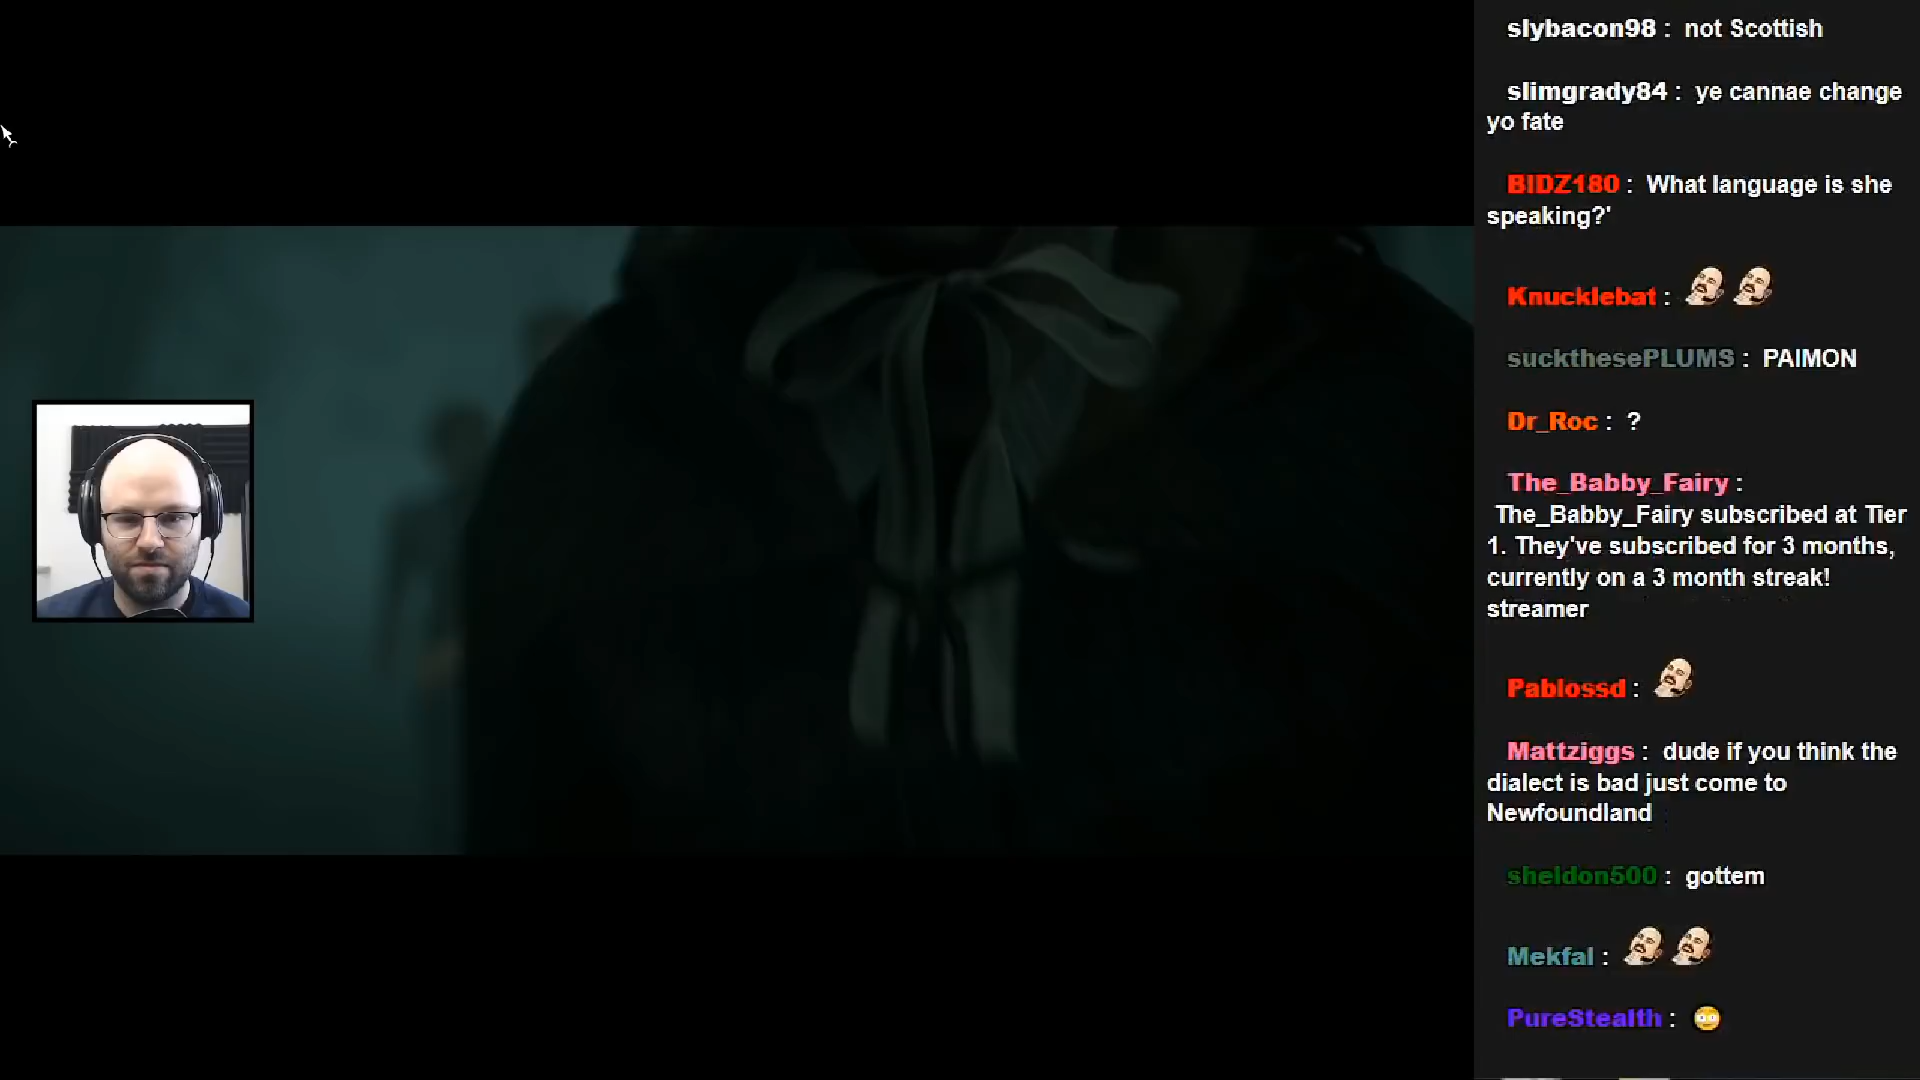 slybacon98 : not Scottish
slimgrady84 : ye cannae change
yo fate
BIDZ180 : What language is she
speaking?'
Knucklebat :
suckthesePLUMS : PAIMON
Dr_Roc : ?
The_Babby_Fairy :
The_Babby_Fairy subscribed at Tier
1. They've subscribed for 3 months,
currently on a 3 month streak!
streamer
Pablossd :
Mattziggs : dude if you think the
dialect is bad just come to
Newfoundland
sheldon500 : gottem
Mekfal :
PureStealth :